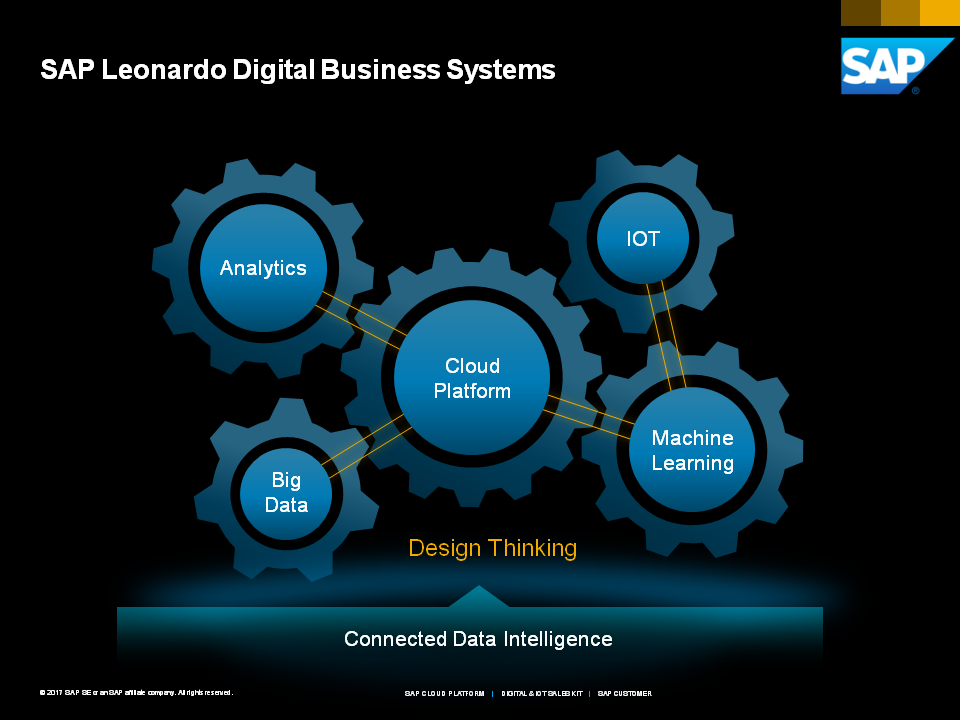 SAP Leonardo Digital Business Systems
SAP
®
Analytics
IOT
Cloud
Platform
Machine
Learning
Big
Data
Design Thinking
Connected Data Intelligence
© 2017 SAP SE or an SAP affiliate company. All rights reserved.
SAP CLOUD PLATFORM | DIGITAL & IOT SALES KIT | SAP CUSTOMER